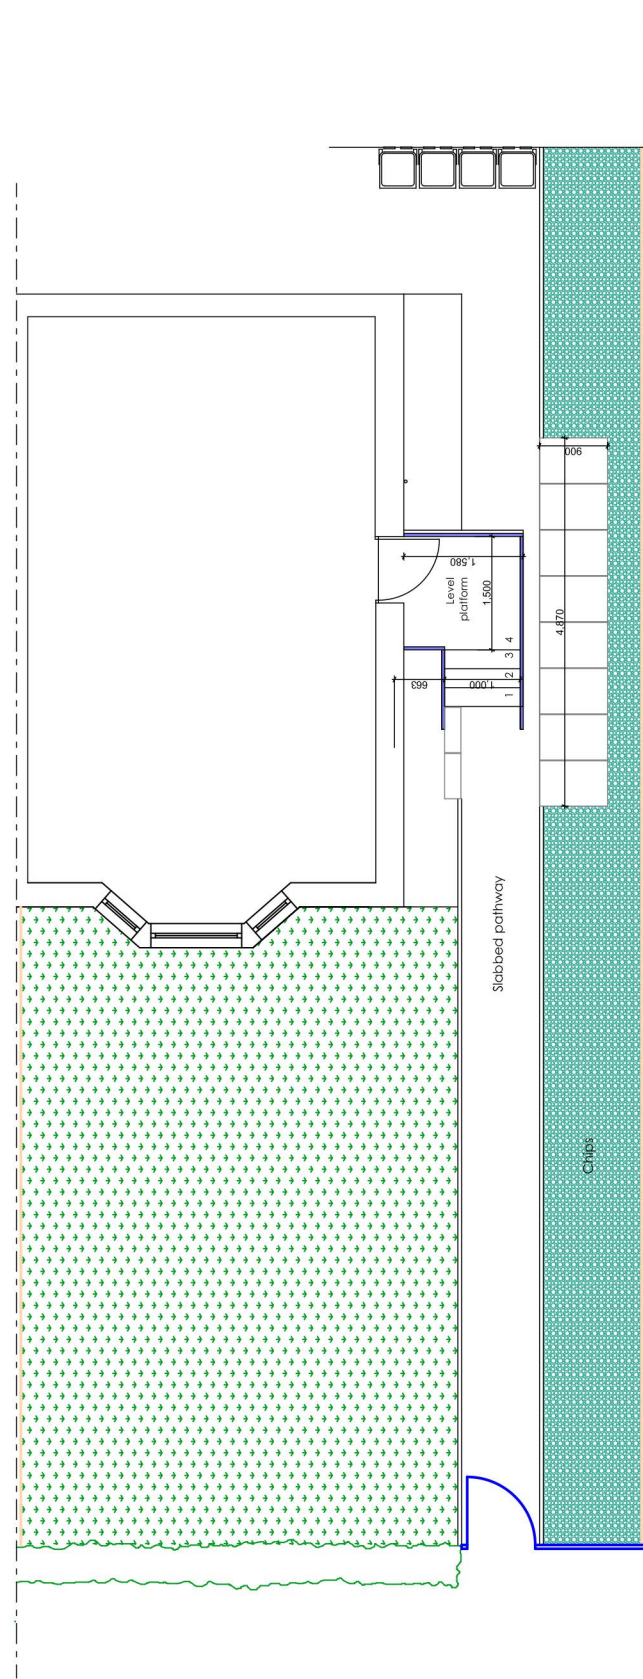 900
1,580
Level
platform
1,500
4,870
1 2 3 4
663
1,000
Slabbed pathway
Chips